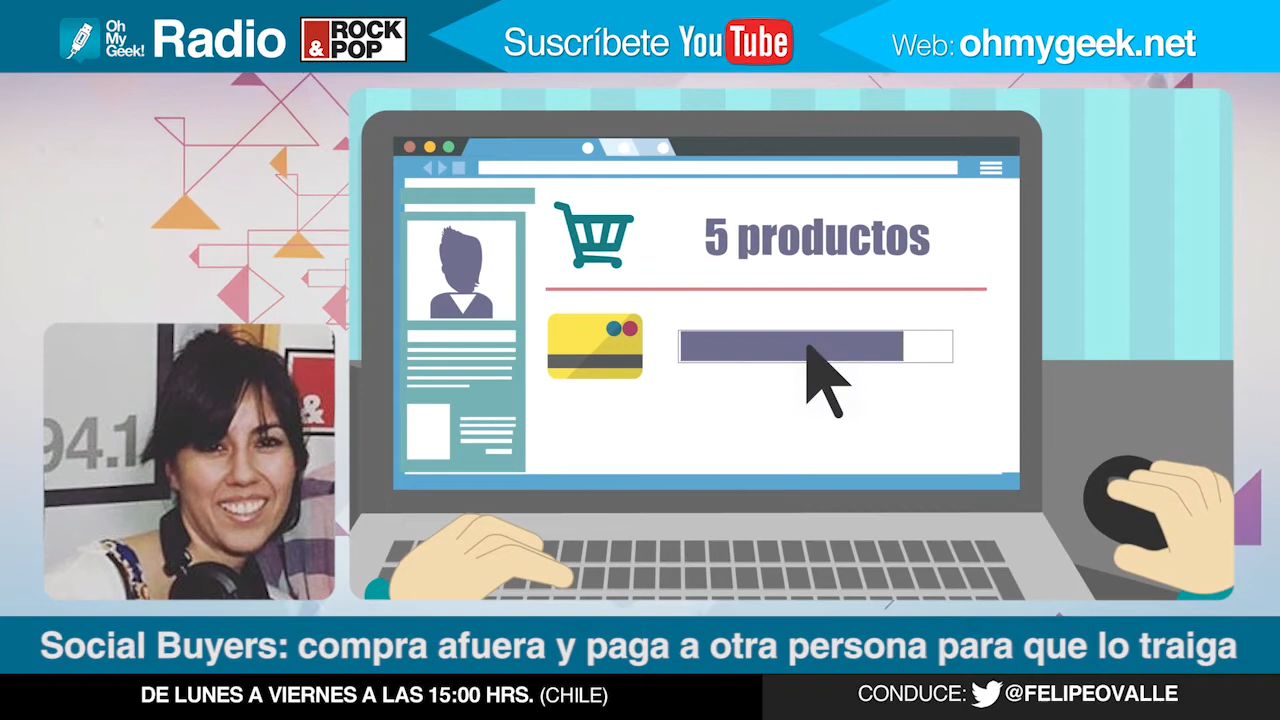 Oh My Geek! Radio ROCK & POP
Suscríbete YouTube
Web: ohmygeek.net
5 productos
94.1
&
Social Buyers: compra afuera y paga a otra persona para que lo traiga
DE LUNES A VIERNES A LAS 15:00 HRS. (CHILE)
CONDUCE: @FELIPEOVALLE